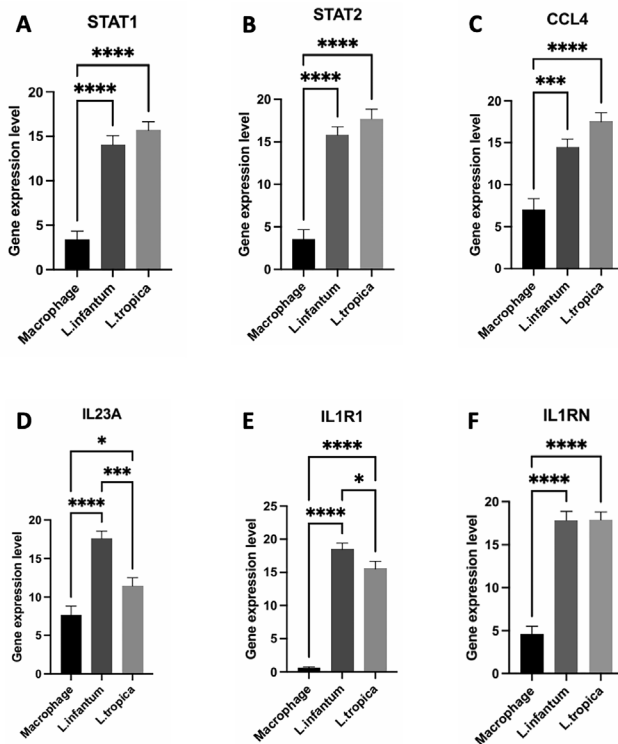 A
STAT1
****
****
Gene expression level
20
15
10
5
0
Macrophage
L.infantum
L.tropica
B
STAT2
****
****
Gene expression level
20
15
10
5
0
Macrophage
L.infantum
L.tropica
C
CCL4
****
***
Gene expression level
20
15
10
5
0
Macrophage
L.infantum
L.tropica
D
IL23A
*
***
****
Gene expression level
20
15
10
5
0
Macrophage
L.infantum
L.tropica
E
IL1R1
****
*
****
Gene expression level
25
20
15
10
5
0
Macrophage
L.infantum
L.tropica
F
IL1RN
****
****
Gene expression level
20
15
10
5
0
Macrophage
L.infantum
L.tropica